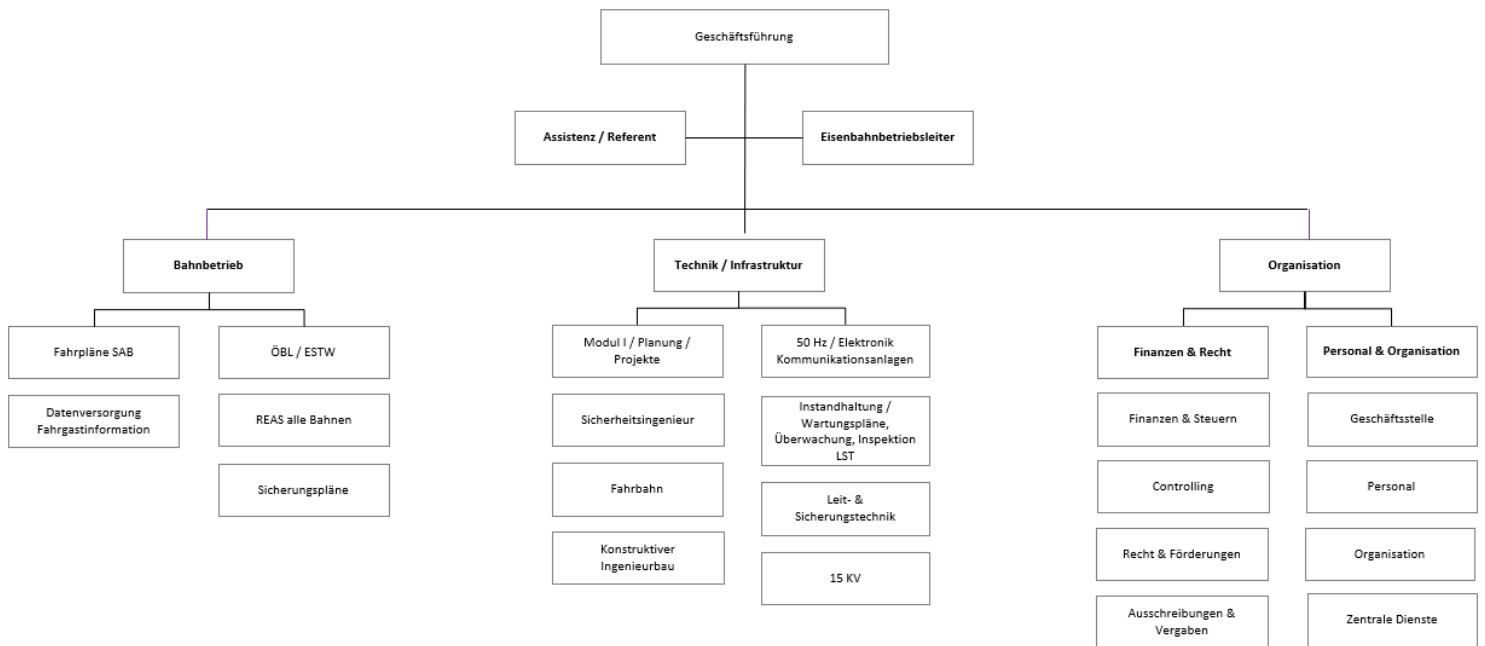 Geschäftsführung
Assistenz / Referent
Eisenbahnbetriebsleiter
Bahnbetrieb
Technik / Infrastruktur
Organisation
Fahrpläne SAB
ÖBL / ESTW
Datenversorgung
Fahrgastinformation
REAS alle Bahnen
Sicherungspläne
Modul I / Planung /
Projekte
50 Hz / Elektronik
Kommunikationsanlagen
Sicherheitsingenieur
Instandhaltung /
Wartungspläne,
Überwachung, Inspektion
LST
Fahrbahn
Leit- &
Sicherungstechnik
Konstruktiver
Ingenieurbau
15 KV
Finanzen & Recht
Personal & Organisation
Finanzen & Steuern
Geschäftsstelle
Controlling
Personal
Recht & Förderungen
Organisation
Ausschreibungen &
Vergaben
Zentrale Dienste